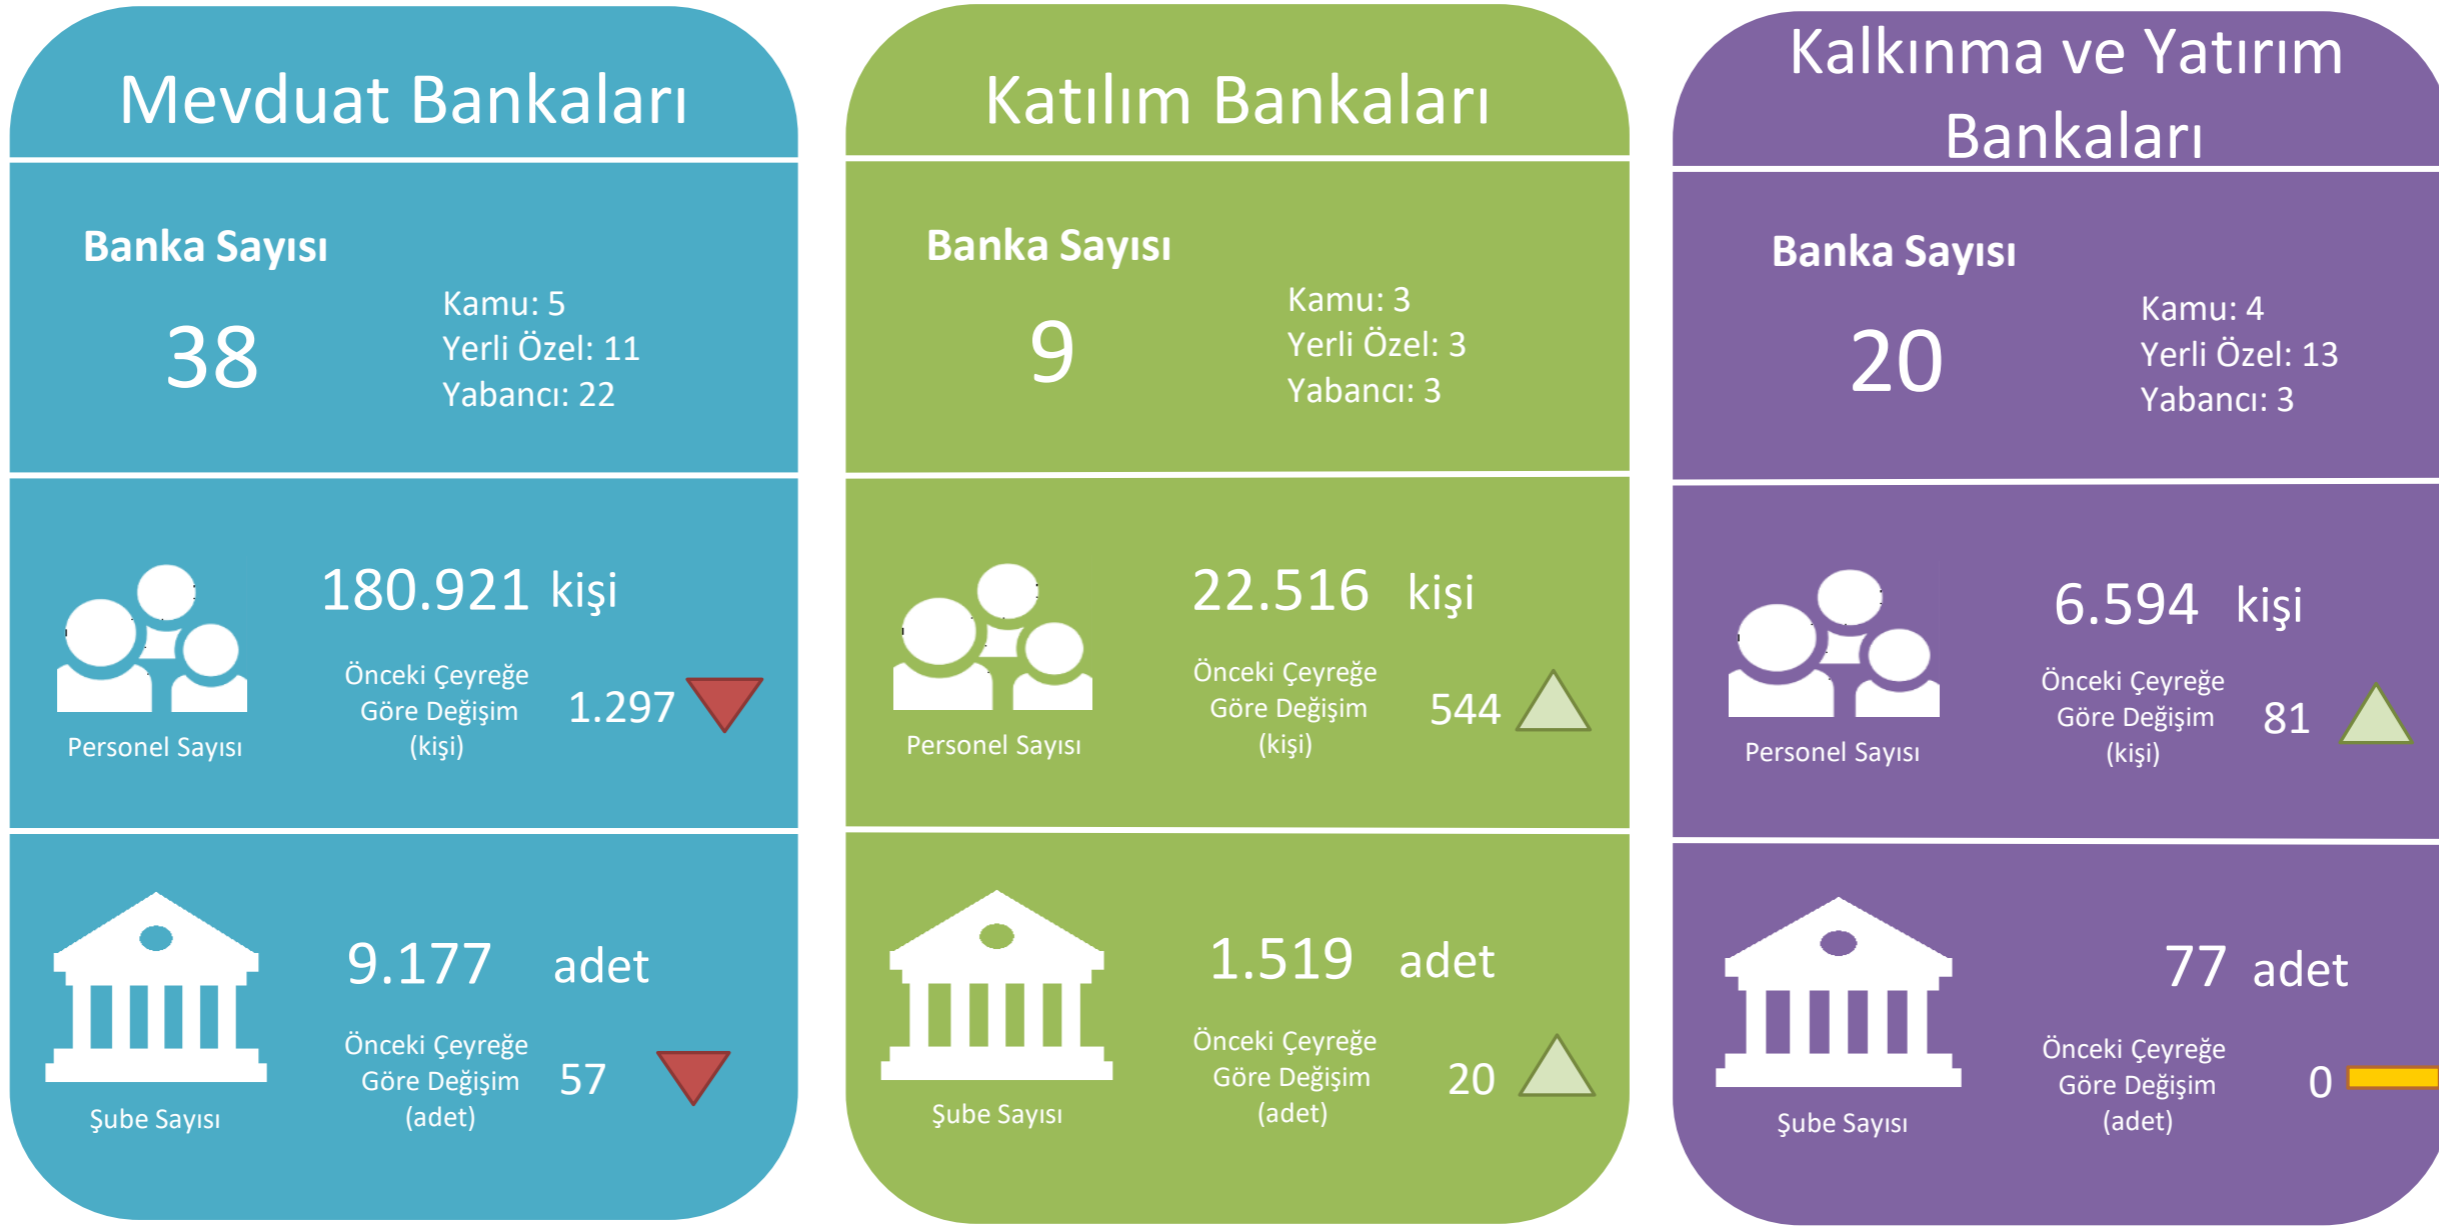 Mevduat Bankaları
Banka Sayısı
38
Kamu: 5
Yerli Özel: 11
Yabancı: 22
180.921 kişi
Önceki Çeyreğe
Göre Değişim
(kişi)
1.297
Personel Sayısı
9.177 adet
Önceki Çeyreğe
Göre Değişim
(adet)
57
Şube Sayısı
Katılım Bankaları
Banka Sayısı
9
Kamu: 3
Yerli Özel: 3
Yabancı: 3
22.516 kişi
Önceki Çeyreğe
Göre Değişim
(kişi)
544
Personel Sayısı
1.519 adet
Önceki Çeyreğe
Göre Değişim
(adet)
20
Şube Sayısı
Kalkınma ve Yatırım
Bankaları
Banka Sayısı
20
Kamu: 4
Yerli Özel: 13
Yabancı: 3
6.594 kişi
Önceki Çeyreğe
Göre Değişim
(kişi)
81
Personel Sayısı
77 adet
Önceki Çeyreğe
Göre Değişim
(adet)
0
Şube Sayısı